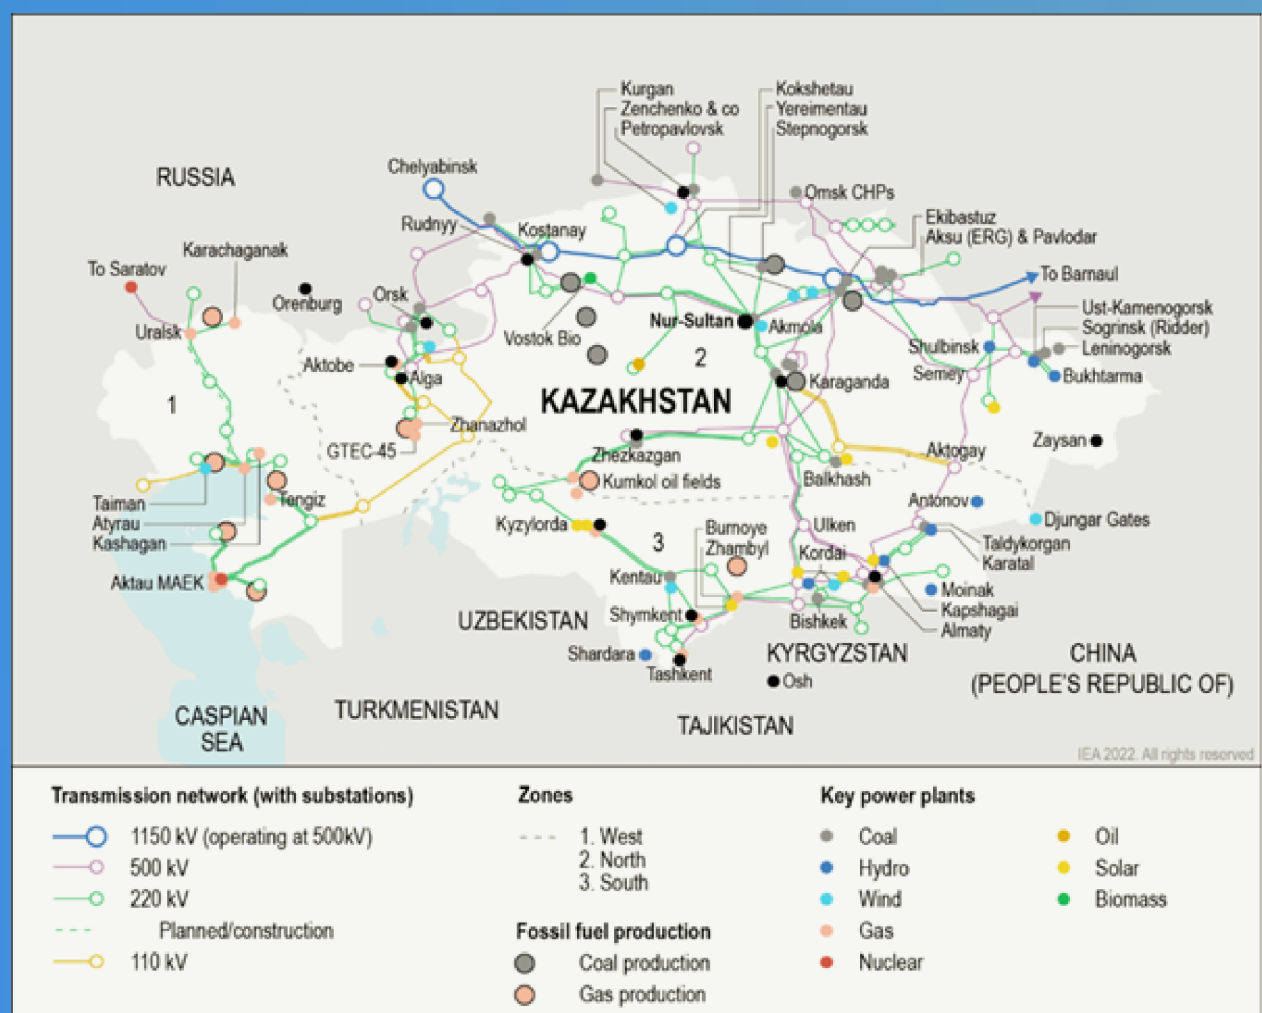 Kurgan
Zenchenko & co
Petropavlovsk
Kokshetau
Yereimentau
Stepnogorsk
RUSSIA
Chelyabinsk
Omsk CHPs
Rudnyy
Kostanay
Ekibastuz
Aksu (ERG) & Pavlodar
Karachaganak
To Saratov
To Barnaul
Orenburg
Orsk
Uralsk
Vostok Bio
Nur-Sultan
Akmola
Ust-Kamenogorsk
Sogrinsk (Ridder)
Leninogorsk
Shulbinsk
Bukhtarma
Semey
Aktobe
Alga
2
Karaganda
1
KAZAKHSTAN
Zhanazhol
GTEC-45
Zhezkazgan
Zaysan
Aktogay
Kumkol oil fields
Balkhash
Taiman
Tengiz
Atyrau
Kashagan
Antonov
Kyzylorda
Burnoye
Zhambyl
Ulken
Djungar Gates
3
Kordai
Taldykorgan
Karatal
Aktau MAEK
Kentau
Moinak
Kapshagai
Almaty
UZBEKISTAN
Shymkent
Bishkek
Shardara
Tashkent
KYRGYZSTAN
CHINA
(PEOPLE'S REPUBLIC OF)
Osh
CASPIAN
SEA
TURKMENISTAN
TAJIKISTAN
IEA 2022. All rights reserved
Transmission network (with substations)
1150 kV (operating at 500kV)
500 kV
220 kV
Planned/construction
110 kV
Zones
1. West
2. North
3. South
Fossil fuel production
Coal production
Gas production
Key power plants
Coal
Hydro
Wind
Gas
Nuclear
Oil
Solar
Biomass